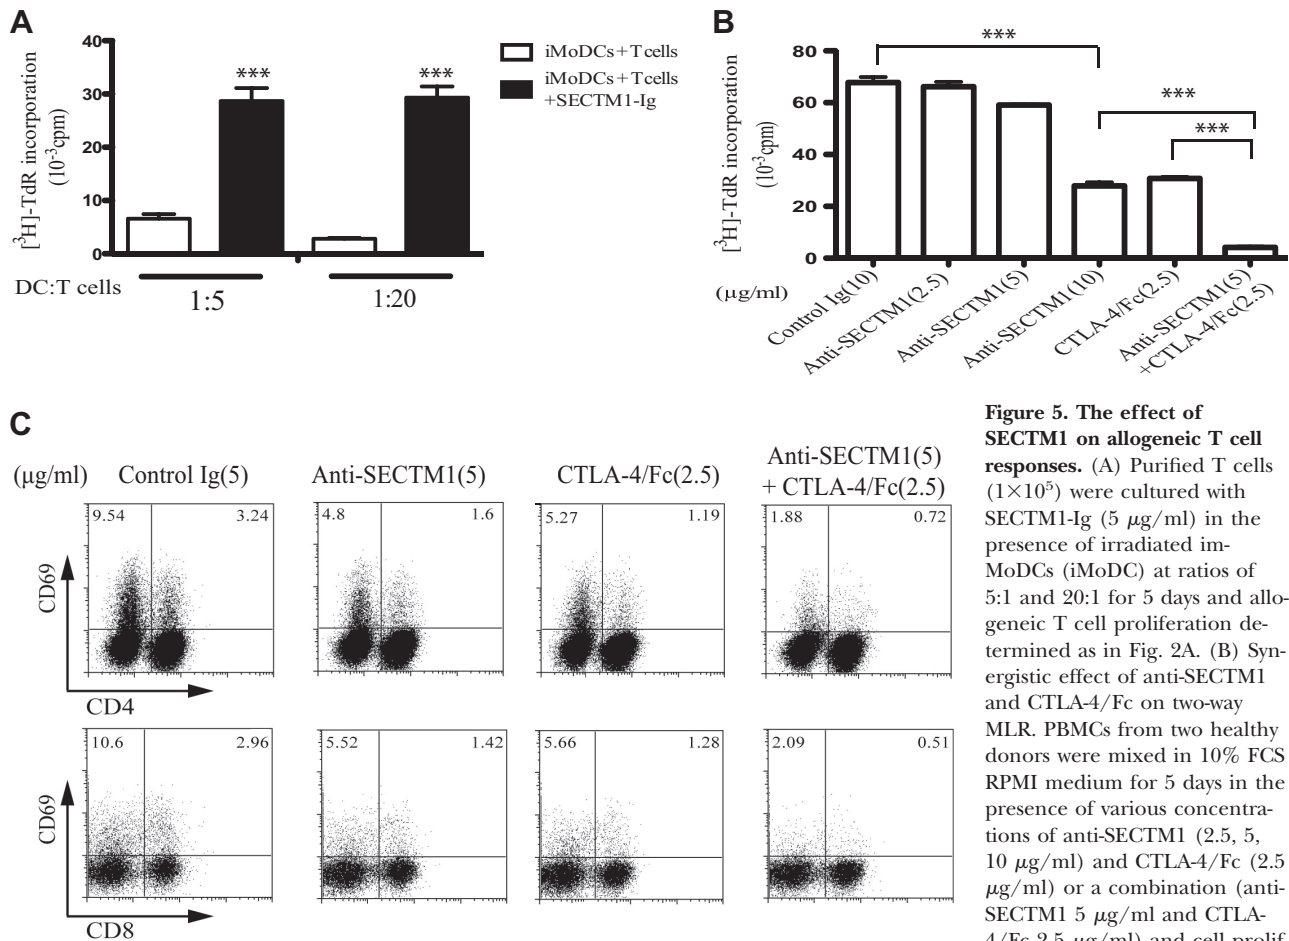 A
[³H]-TdR incorporation
(10⁻³cpm)
40
30
20
10
0
***
***
iMoDCs+Tcells
iMoDCs+Tcells
+SECTM1-Ig
DC:T cells
1:5
1:20
B
[³H]-TdR incorporation
(10⁻³cpm)
80
60
40
20
0
***
***
***
(μg/ml)
Control Ig(10)
Anti-SECTM1(2.5)
Anti-SECTM1(5)
Anti-SECTM1(10)
CTLA-4/Fc(2.5)
Anti-SECTM1(5)
+CTLA-4/Fc(2.5)
C
(μg/ml)
Control Ig(5)
Anti-SECTM1(5)
CTLA-4/Fc(2.5)
Anti-SECTM1(5)
+ CTLA-4/Fc(2.5)
9.54 3.24
4.8 1.6
5.27 1.19
1.88 0.72
CD69
CD4
10.6 2.96
5.52 1.42
5.66 1.28
2.09 0.51
CD69
CD8
Figure 5. The effect of
SECTM1 on allogeneic T cell
responses. (A) Purified T cells
(1×10⁵) were cultured with
SECTM1-Ig (5 μg/ml) in the
presence of irradiated im-
MoDCs (iMoDC) at ratios of
5:1 and 20:1 for 5 days and allo-
geneic T cell proliferation de-
termined as in Fig. 2A. (B) Syn-
ergistic effect of anti-SECTM1
and CTLA-4/Fc on two-way
MLR. PBMCs from two healthy
donors were mixed in 10% FCS
RPMI medium for 5 days in the
presence of various concentra-
tions of anti-SECTM1 (2.5, 5,
10 μg/ml) and CTLA-4/Fc (2.5
μg/ml) or a combination (anti-
SECTM1 5 μg/ml and CTLA-
4/Fc 2.5 μg/ml) and cell prolif